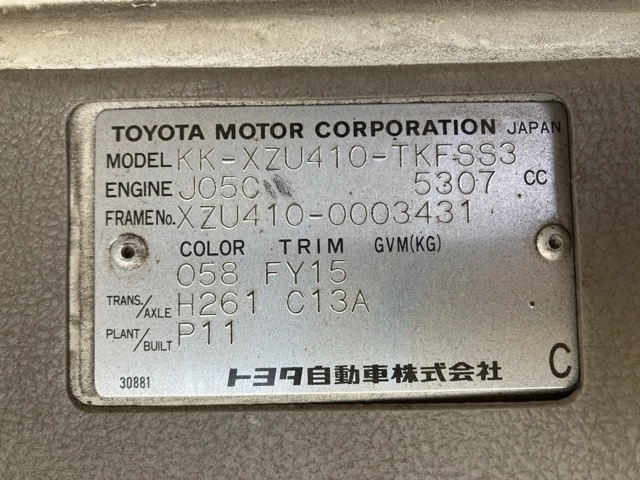 TOYOTA MOTOR CORPORATION JAPAN
MODEL KK-XZU410-TKFSS3
ENGINE J05C 5307 CC
FRAME No. XZU410-0003431
COLOR TRIM GVM(KG)
058 FY15
TRANS./AXLE H261 C13A
PLANT/BUILT P11
30881 トヨタ自動車株式会社 C